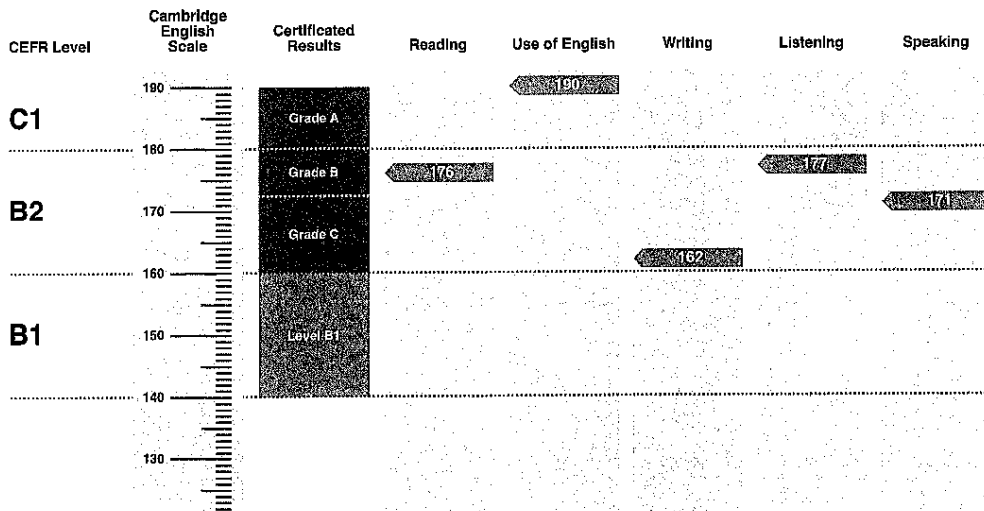 CEFR Level
Cambridge
English
Scale
Certificated
Results
Reading
Use of English
Writing
Listening
Speaking
190
190
C1
Grade A
180
Grade B
176
177
B2
170
171
Grade C
162
160
B1
150
Level B1
140
130